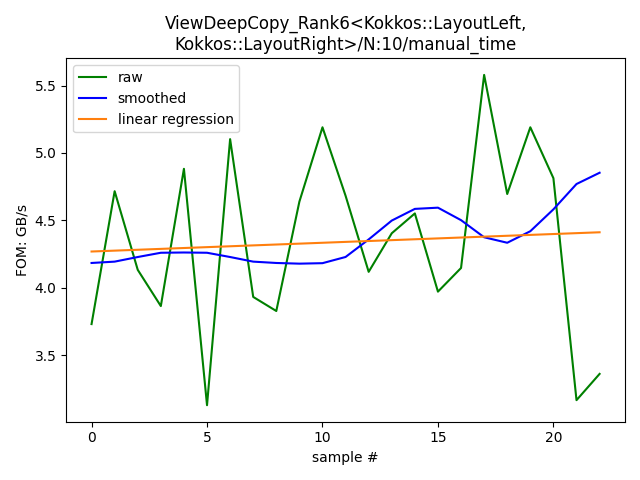 ViewDeepCopy_Rank6<Kokkos::LayoutLeft,
Kokkos::LayoutRight>/N:10/manual_time
raw
smoothed
linear regression
FOM: GB/s
5.5
5.0
4.5
4.0
3.5
0 5 10 15 20
sample #